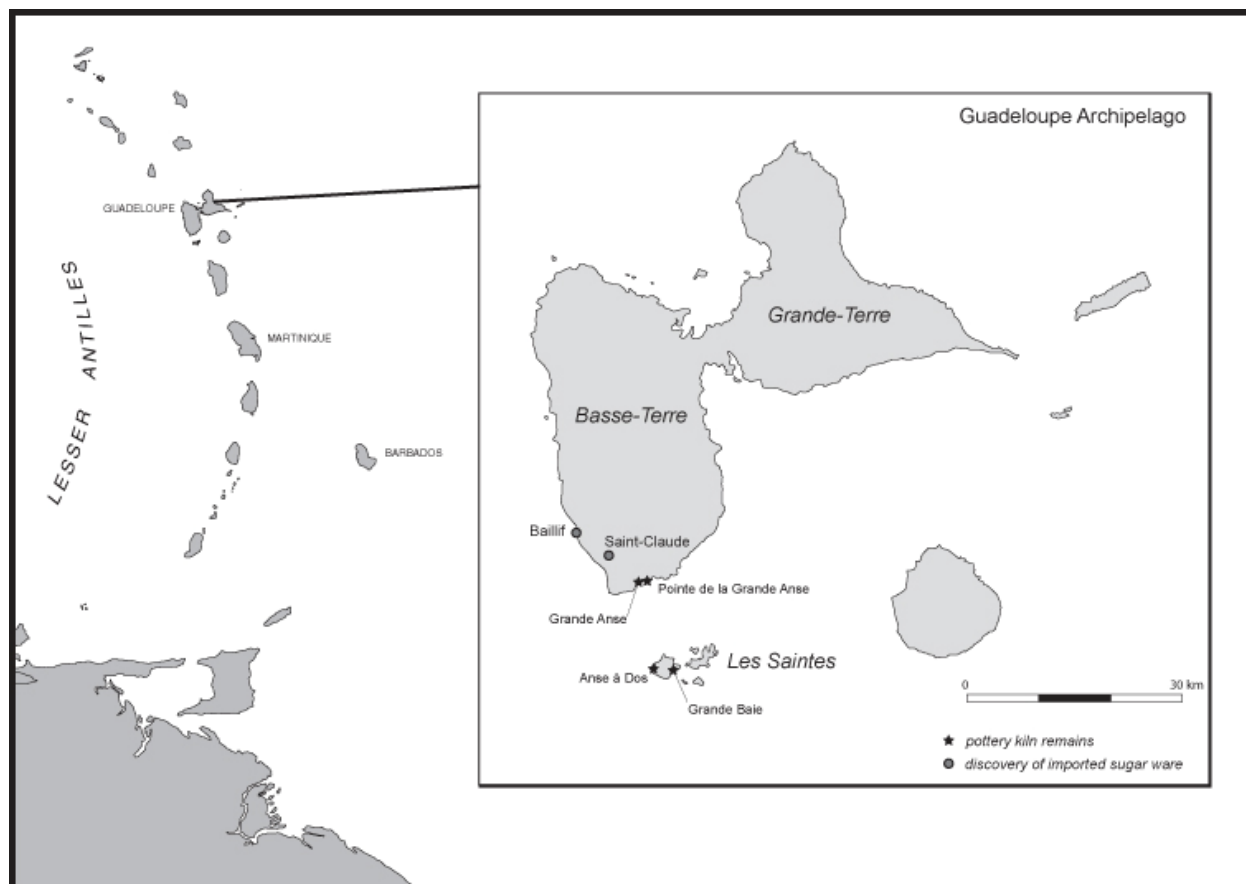 GUADELOUPE
MARTINIQUE
BARBADOS
LESSER ANTILLES
Guadeloupe Archipelago
Grande-Terre
Basse-Terre
Baillif
Saint-Claude
Pointe de la Grande Anse
Grande Anse
Les Saintes
Anse à Dos
Grande Baie
0 30 km
pottery kiln remains
discovery of imported sugar ware